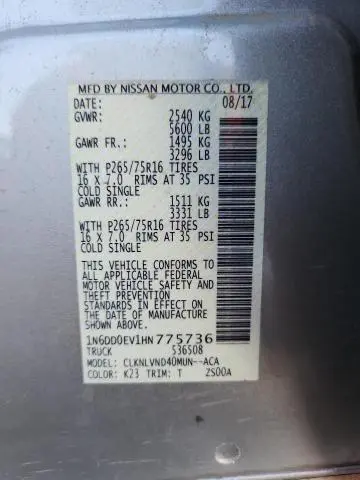 MFD BY NISSAN MOTOR CO., LTD.
DATE: 08/17
GVWR: 2540 KG
5600 LB
GAWR FR.: 1495 KG
3296 LB
WITH P265/75R16 TIRES
16 X 7.0 RIMS AT 35 PSI
COLD SINGLE
GAWR RR.: 1511 KG
3331 LB
WITH P265/75R16 TIRES
16 X 7.0 RIMS AT 35 PSI
COLD SINGLE
THIS VEHICLE CONFORMS TO
ALL APPLICABLE FEDERAL
MOTOR VEHICLE SAFETY AND
THEFT PREVENTION
STANDARDS IN EFFECT ON
THE DATE OF MANUFACTURE
SHOWN ABOVE.
1N6DD0EV1HN775736
TRUCK 536508
MODEL: CLKNLVND40MUN--ACA
COLOR: K23 TRIM: T ZS00A